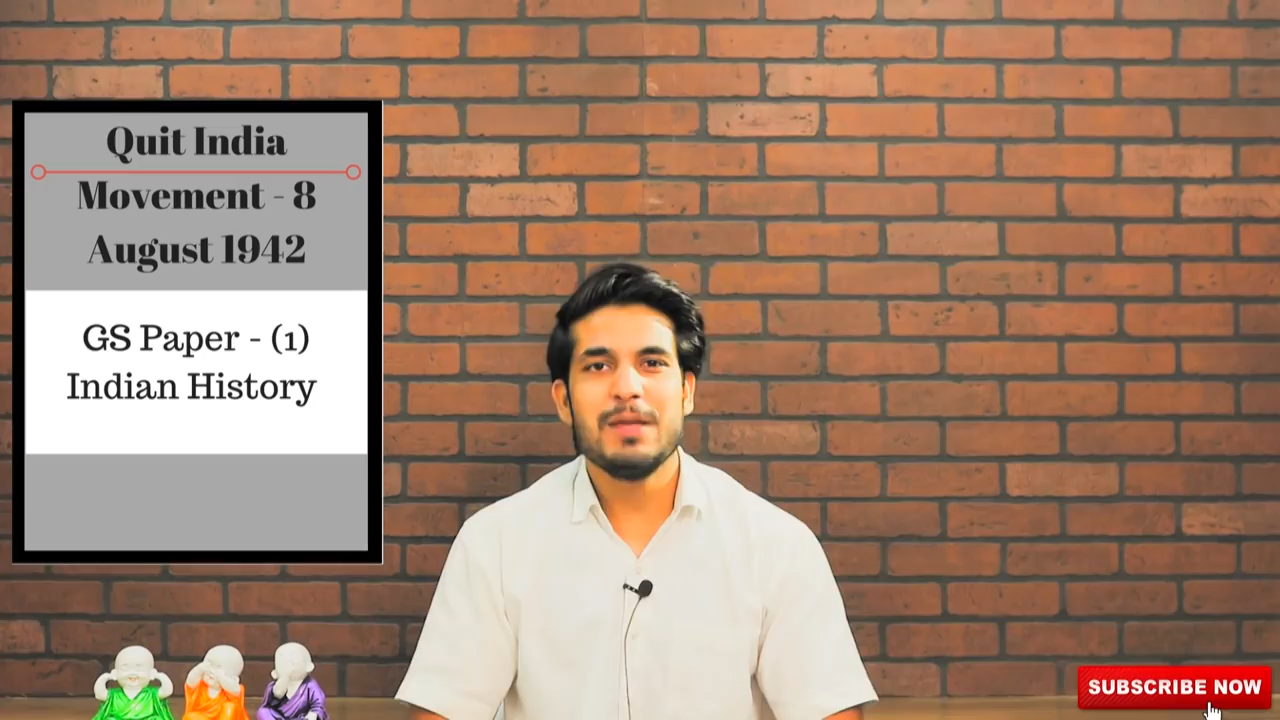 Quit India
Movement - 8
August 1942
GS Paper - (1)
Indian History
SUBSCRIBE NOW